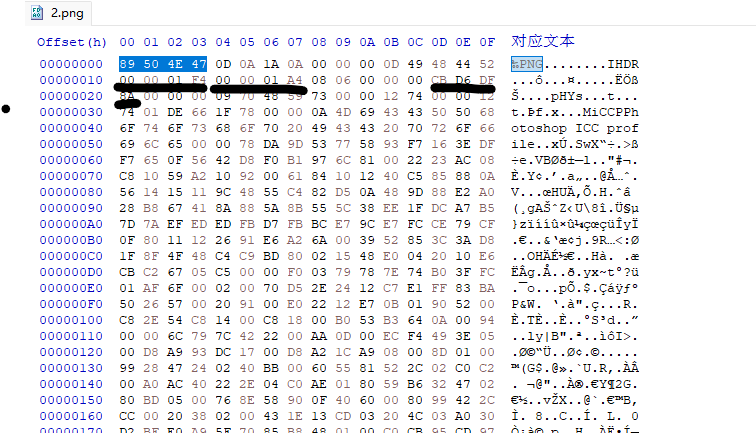 2.png
Offset(h) 00 01 02 03 04 05 06 07 08 09 0A 0B 0C 0D 0E 0F 对应文本
00000000 89 50 4E 47 0D 0A 1A 0A 00 00 00 0D 49 48 44 52 ‰PNG........IHDR
00000010 00 00 01 F4 00 00 01 A4 08 06 00 00 00 CB D6 DF ...ô...¤.....ËÖß
00000020 8A 00 00 00 09 70 48 59 73 00 00 12 74 00 00 12 Š....pHYs...t...
00000030 74 01 DE 66 1F 78 00 00 0A 4D 69 43 43 50 50 68 t.Þf.x...MiCCPPh
00000040 6F 74 6F 73 68 6F 70 20 49 43 43 20 70 72 6F 66 otoshop ICC prof
00000050 69 6C 65 00 00 78 DA 9D 53 77 58 93 F7 16 3E DF ile..xÚ.SwX“÷.>ß
00000060 F7 65 0F 56 42 D8 F0 B1 97 6C 81 00 22 23 AC 08 ÷e.VBØð±—l.."#¬.
00000070 C8 10 59 A2 10 92 00 61 84 10 12 40 C5 85 88 0A È.Y¢.’.a„..@Å…ˆ.
00000080 56 14 15 11 9C 48 55 C4 82 D5 0A 48 9D 88 E2 A0 V...œHUÄ‚Õ.H.ˆâ
00000090 28 B8 67 41 8A 88 5A 8B 55 5C 38 EE 1F DC A7 B5 (¸gAŠˆZ‹U\8î.Ü§µ
000000A0 7D 7A EF ED ED FB D7 FB BC E7 9C E7 FC CE 79 CF }zïííû×û¼çœçüÎyÏ
000000B0 0F 80 11 12 26 91 E6 A2 6A 00 39 52 85 3C 3A D8 .€..&‘æ¢j.9R…<:Ø
000000C0 1F 8F 4F 48 C4 C9 BD 80 02 15 48 E0 04 20 10 E6 ..OHÄÉ½€..Hà. .æ
000000D0 CB C2 67 05 C5 00 00 F0 03 79 78 7E 74 B0 3F FC ËÂg.Å..ð.yx~t°?ü
000000E0 01 AF 6F 00 02 00 70 D5 2E 24 12 C7 E1 FF 83 BA .¯o...pÕ.$.Çáÿƒº
000000F0 50 26 57 00 20 91 00 E0 22 12 E7 0B 01 90 52 00 P&W. ‘.à".ç...R.
00000100 C8 2E 54 C8 14 00 C8 18 00 B0 53 B3 64 0A 00 94 È.TÈ..È..°S³d..”
00000110 00 00 6C 79 7C 42 22 00 AA 0D 00 EC F4 49 3E 05 ..ly|B".ª..ìôI>.
00000120 00 D8 A9 93 DC 17 00 D8 A2 1C A9 08 00 8D 01 00 .Ø©“Ü..Ø¢.©.....
00000130 99 28 47 24 02 40 BB 00 60 55 81 52 2C 02 C0 C2 ™(G$.@».`U.R,.ÀÂ
00000140 00 A0 AC 40 22 2E 04 C0 AE 01 80 59 B6 32 47 02 . ¬@"..À®.€Y¶2G.
00000150 80 BD 05 00 76 8E 58 90 0F 40 60 00 80 99 42 2C €½..vŽX..@`.€™B,
00000160 CC 00 20 38 02 00 43 1E 13 CD 03 20 4C 03 A0 30 Ì. 8..C..Í. L. 0